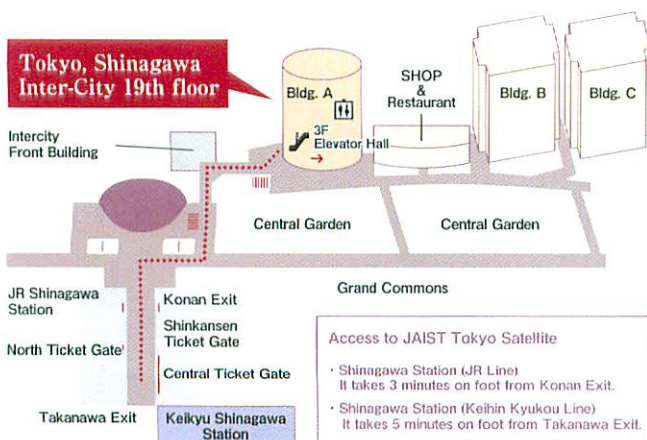 Tokyo, Shinagawa
Inter-City 19th floor
Bldg. A
3F
Elevator Hall
SHOP
&
Restaurant
Bldg. B
Bldg. C
Intercity
Front Building
Central Garden
Central Garden
Grand Commons
JR Shinagawa
Station
Konan Exit
Shinkansen
Ticket Gate
North Ticket Gate
Central Ticket Gate
Takanawa Exit
Keikyu Shinagawa
Station
Access to JAIST Tokyo Satellite
・Shinagawa Station (JR Line)
It takes 3 minutes on foot from Konan Exit.
・Shinagawa Station (Keihin Kyukou Line)
It takes 5 minutes on foot from Takanawa Exit.